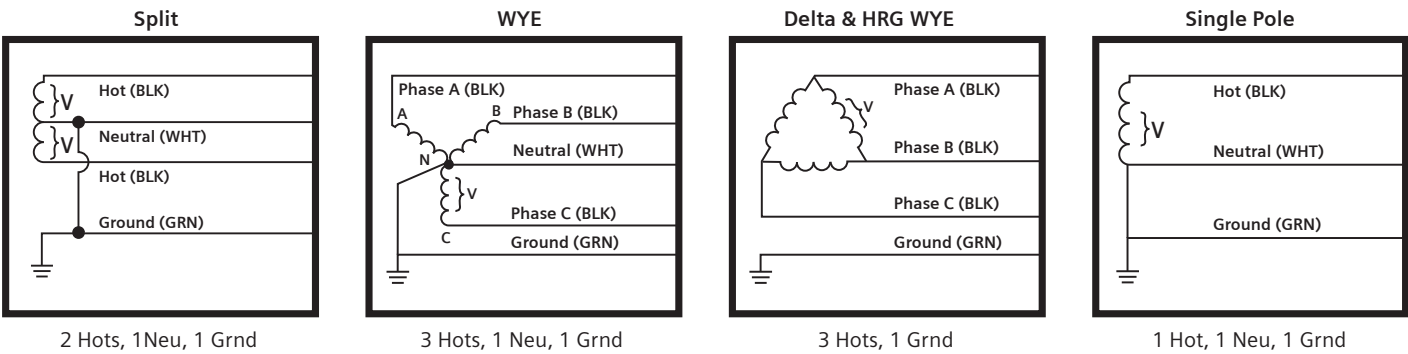 Split
V
Hot (BLK)
V
Neutral (WHT)
Hot (BLK)
Ground (GRN)
2 Hots, 1Neu, 1 Grnd
WYE
Phase A (BLK)
A
B
Phase B (BLK)
N
Neutral (WHT)
V
Phase C (BLK)
C
Ground (GRN)
3 Hots, 1 Neu, 1 Grnd
Delta & HRG WYE
Phase A (BLK)
V
Phase B (BLK)
Phase C (BLK)
Ground (GRN)
3 Hots, 1 Grnd
Single Pole
Hot (BLK)
V
Neutral (WHT)
Ground (GRN)
1 Hot, 1 Neu, 1 Grnd